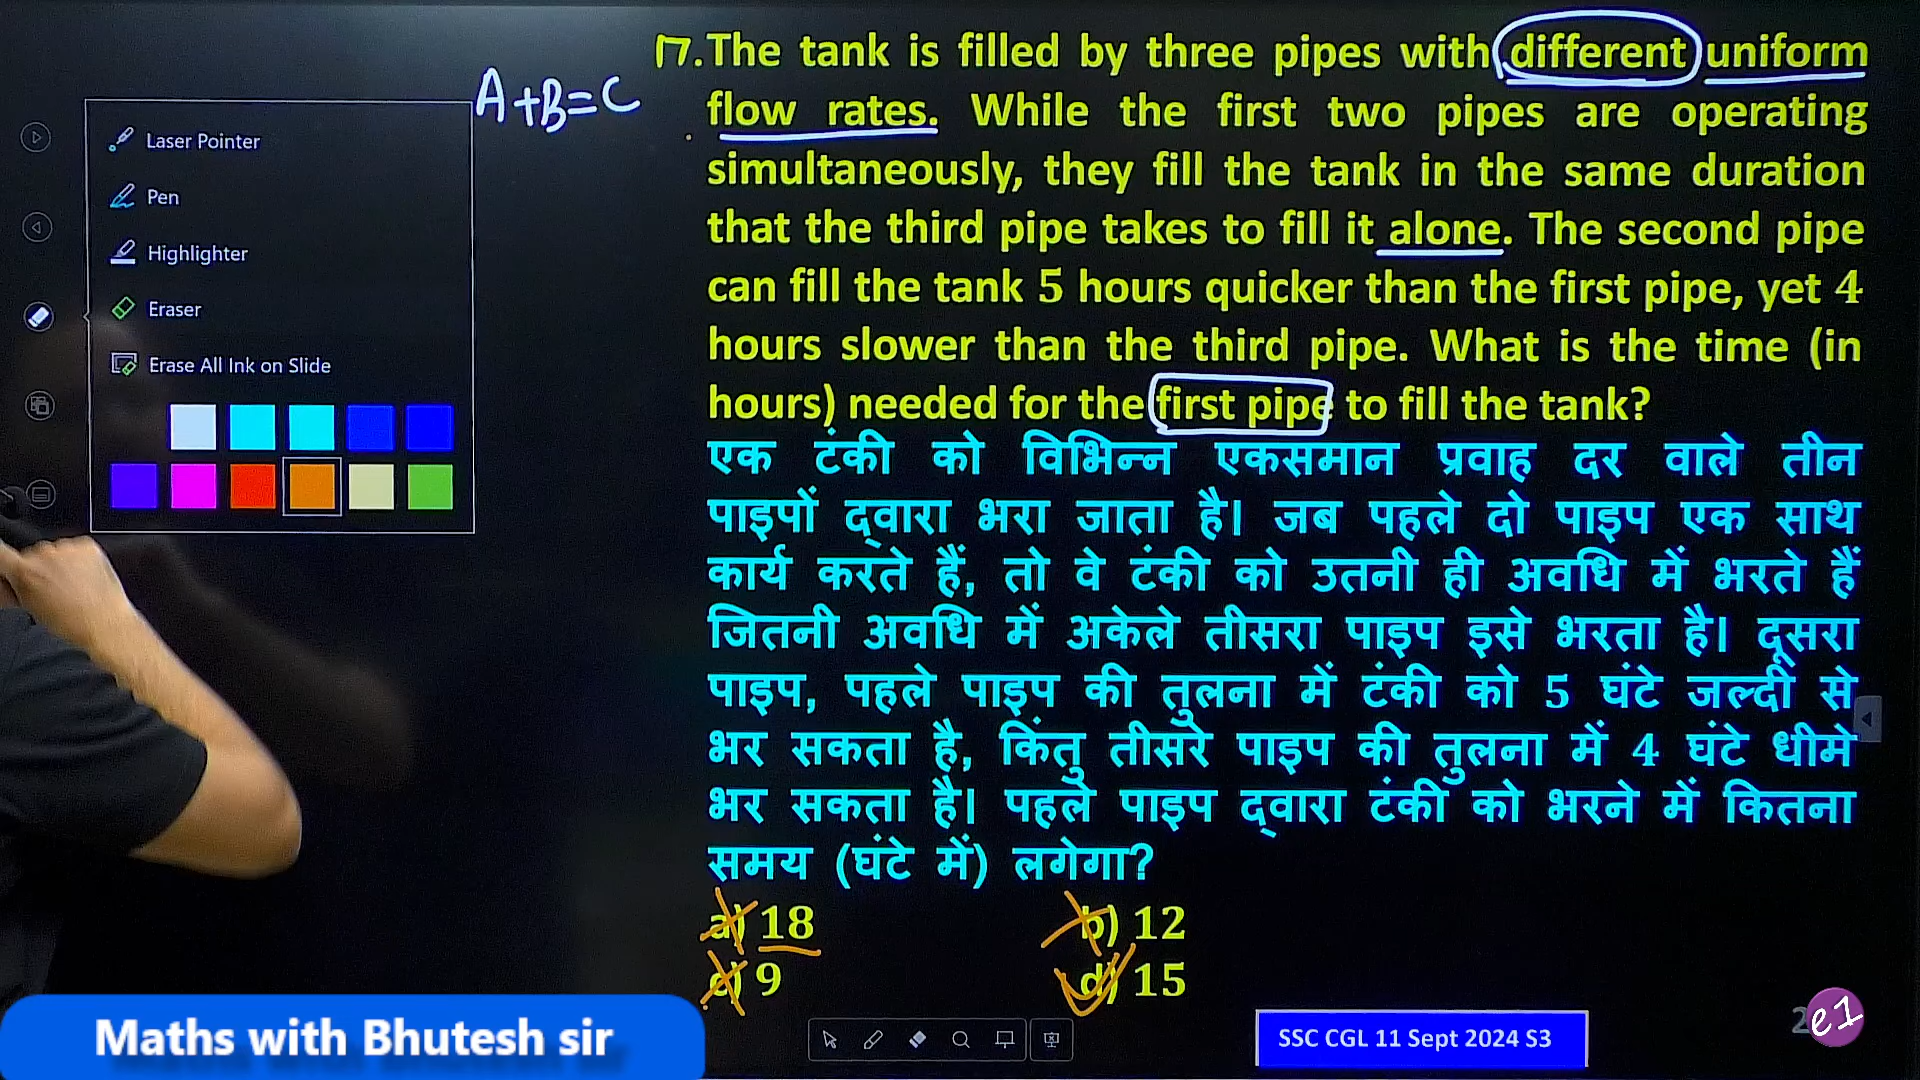 A+B=C
17. The tank is filled by three pipes with different uniform
flow rates. While the first two pipes are operating
simultaneously, they fill the tank in the same duration
that the third pipe takes to fill it alone. The second pipe
can fill the tank 5 hours quicker than the first pipe, yet 4
hours slower than the third pipe. What is the time (in
hours) needed for the first pipe to fill the tank?
एक टंकी को विभिन्न एकसमान प्रवाह दर वाले तीन
पाइपों द्वारा भरा जाता है। जब पहले दो पाइप एक साथ
कार्य करते हैं, तो वे टंकी को उतनी ही अवधि में भरते हैं
जितनी अवधि में अकेले तीसरा पाइप इसे भरता है। दूसरा
पाइप, पहले पाइप की तुलना में टंकी को 5 घंटे जल्दी से
भर सकता है, किंतु तीसरे पाइप की तुलना में 4 घंटे धीमे
भर सकता है। पहले पाइप द्वारा टंकी को भरने में कितना
समय (घंटे में) लगेगा?
a) 18 b) 12
c) 9 d) 15
Laser Pointer
Pen
Highlighter
Eraser
Erase All Ink on Slide
Maths with Bhutesh sir
SSC CGL 11 Sept 2024 S3
e1